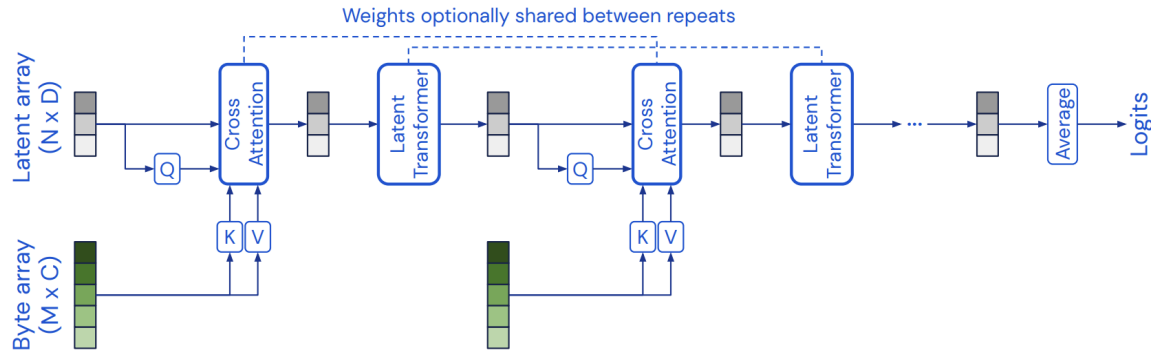 Weights optionally shared between repeats
Latent array
(N x D)
Cross
Attention
Latent
Transformer
Cross
Attention
Latent
Transformer
...
Average
Logits
Q
Q
K
V
K
V
Byte array
(M x C)